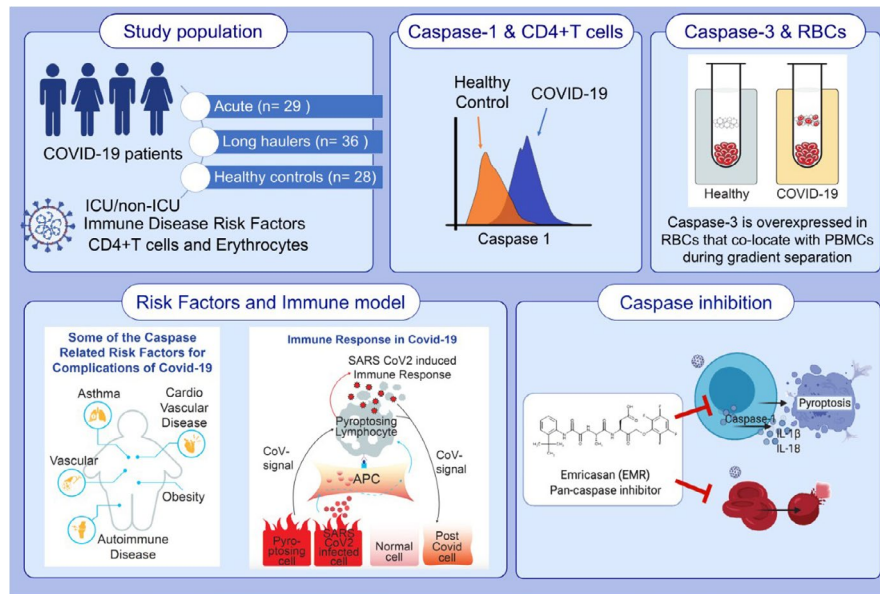 Study population
Acute (n= 29 )
Long haulers (n= 36 )
Healthy controls (n= 28)
COVID-19 patients
ICU/non-ICU
Immune Disease Risk Factors
CD4+T cells and Erythrocytes
Caspase-1 & CD4+T cells
Healthy
Control
COVID-19
Caspase 1
Caspase-3 & RBCs
Healthy
COVID-19
Caspase-3 is overexpressed in
RBCs that co-locate with PBMCs
during gradient separation
Risk Factors and Immune model
Some of the Caspase
Related Risk Factors for
Complications of Covid-19
Asthma
Cardio
Vascular
Disease
Vascular
Obesity
Autoimmune
Disease
Immune Response in Covid-19
SARS CoV2 induced
Immune Response
Pyroptosing
Lymphocyte
CoV-
signal
CoV-
signal
APC
Pyro-
ptosing
cell
SARS
CoV2
infected
cell
Normal
cell
Post
Covid
cell
Caspase inhibition
Emricasan (EMR)
Pan-caspase inhibitor
Caspase-1
Pyroptosis
IL-1β
IL-18